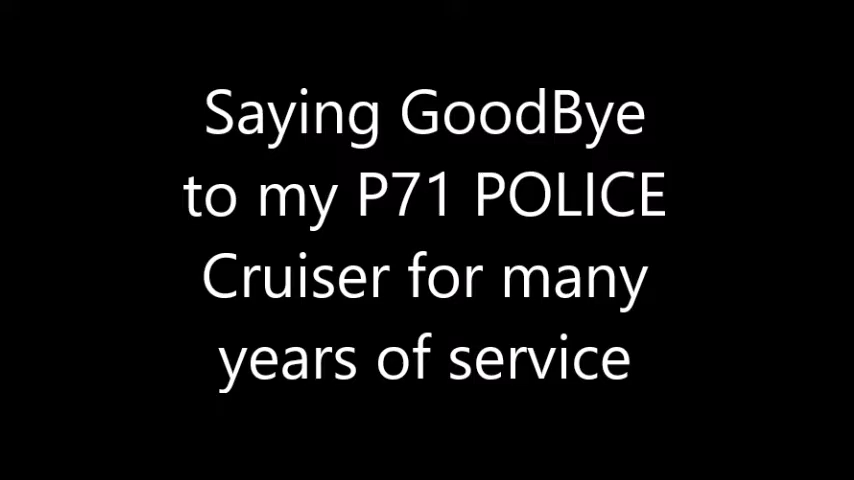 Saying GoodBye
to my P71 POLICE
Cruiser for many
years of service